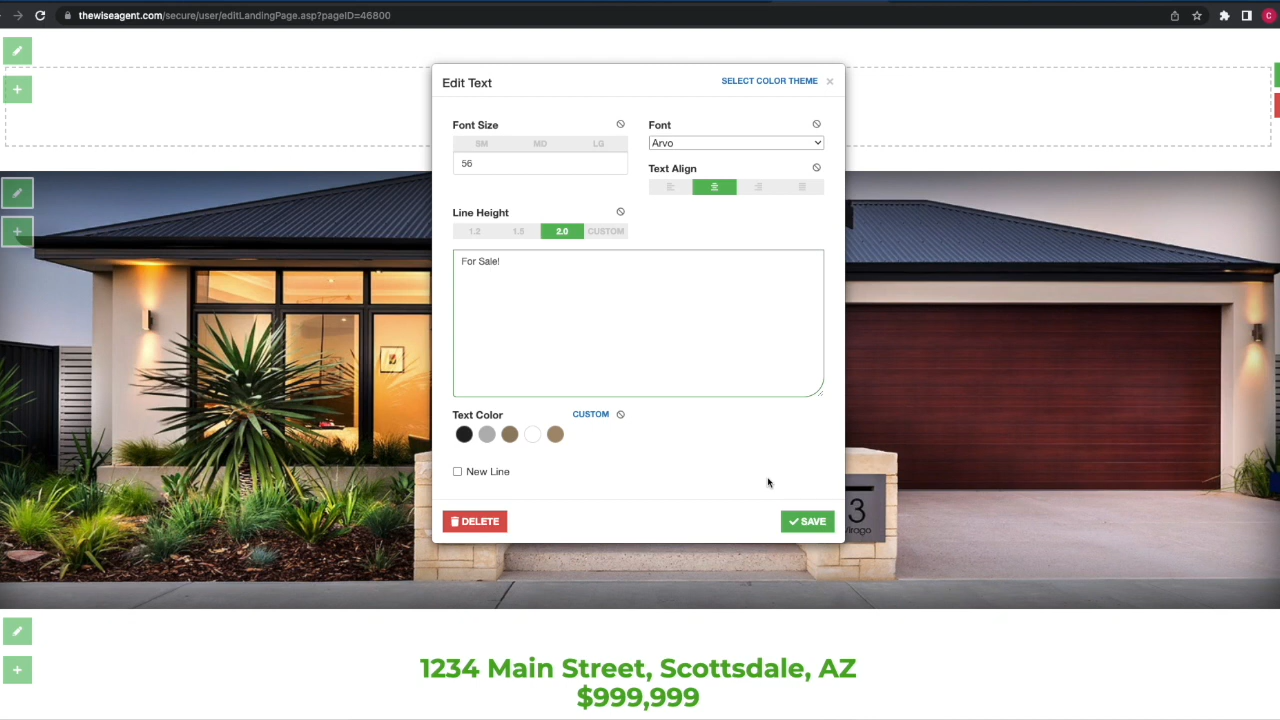 thewiseagent.com/secure/user/editLandingPage.asp?pageID=46800
C
Edit Text
SELECT COLOR THEME
Font Size
SM MD LG
56
Font
Arvo
Text Align
Line Height
1.2 1.5 2.0 CUSTOM
For Sale!
Text Color
CUSTOM
New Line
DELETE
SAVE
3
1234 Main Street, Scottsdale, AZ
$999,999